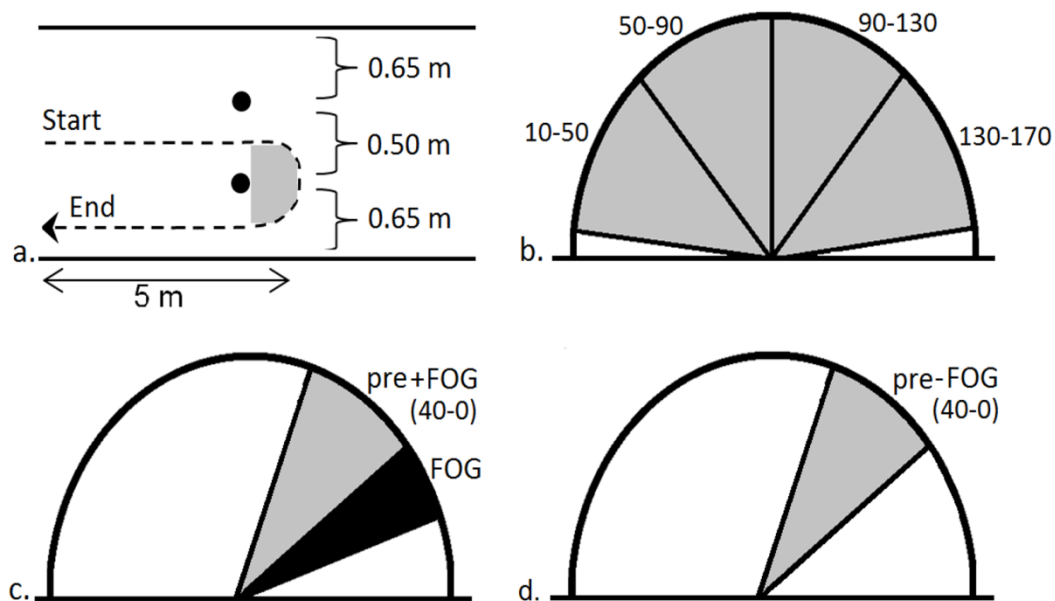 0.65 m
Start
0.50 m
End
0.65 m
a.
5 m
50-90
90-130
10-50
130-170
b.
pre+FOG
(40-0)
FOG
c.
pre-FOG
(40-0)
d.